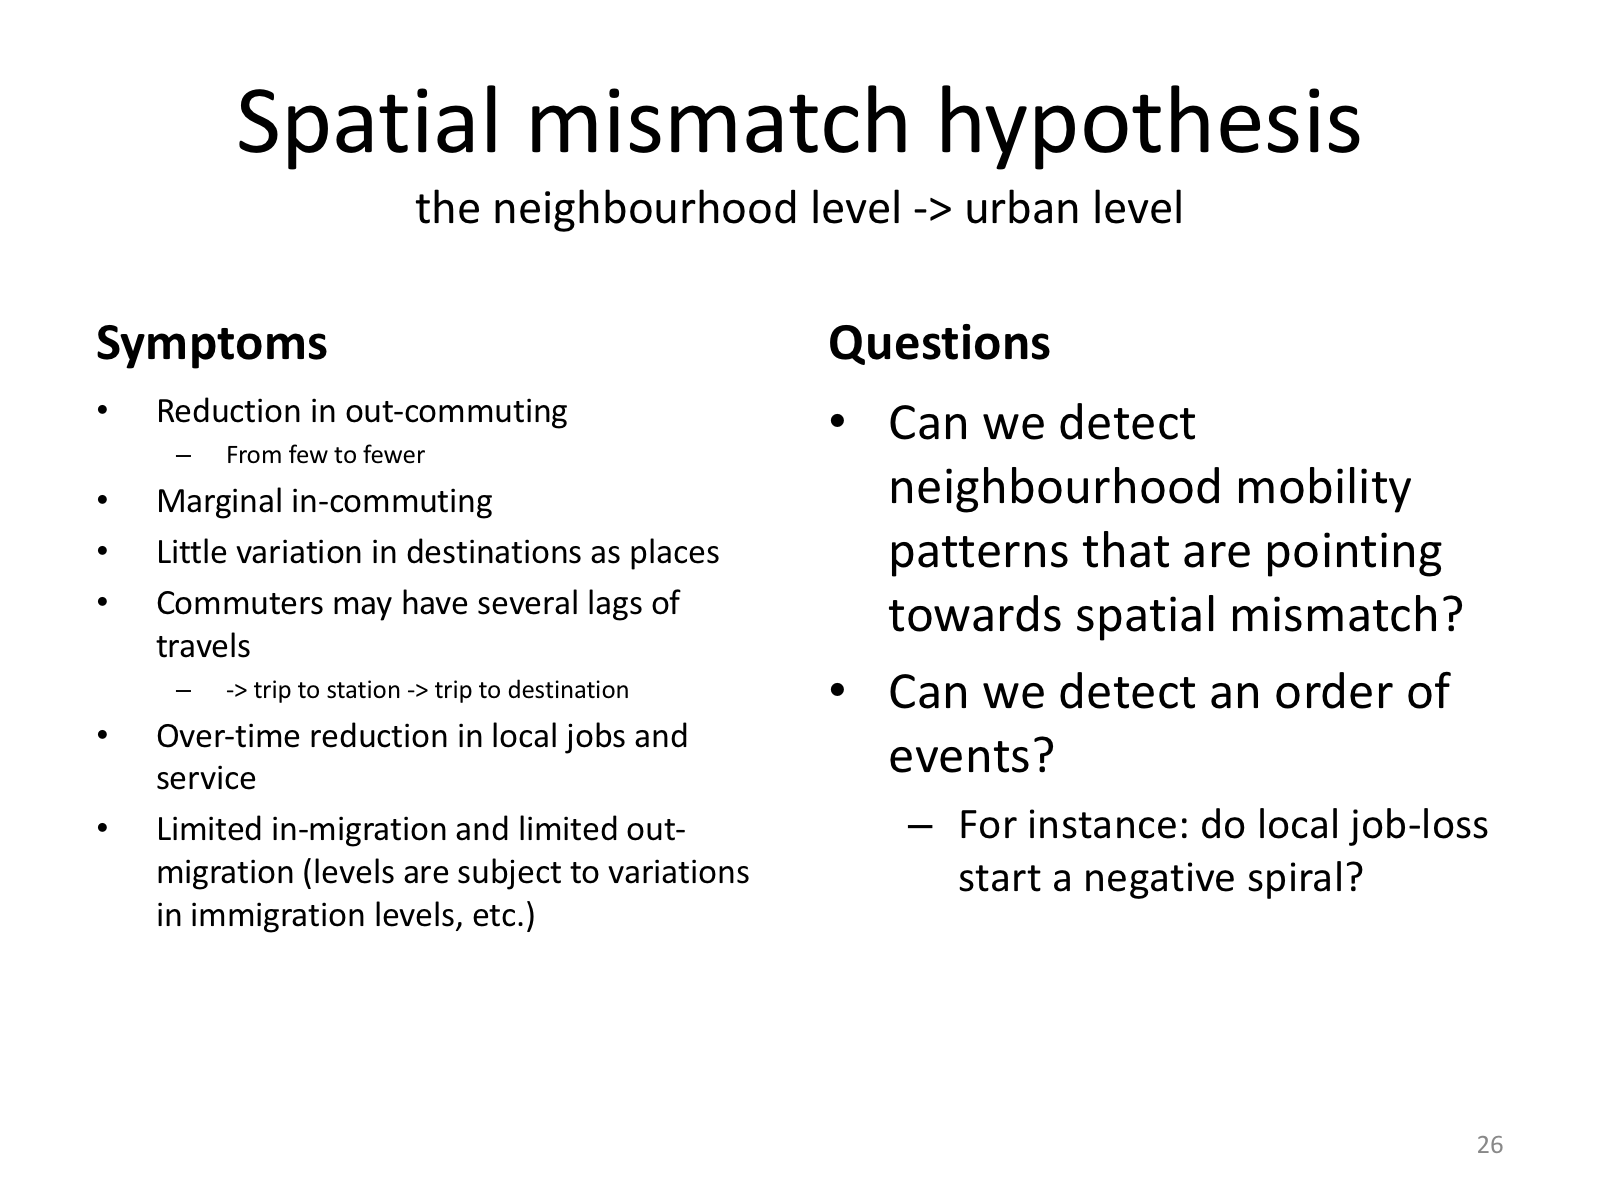 Spatial mismatch hypothesis
the neighbourhood level -> urban level
Symptoms
• Reduction in out-commuting
– From few to fewer
• Marginal in-commuting
• Little variation in destinations as places
• Commuters may have several lags of
travels
– -> trip to station -> trip to destination
• Over-time reduction in local jobs and
service
• Limited in-migration and limited out-
migration (levels are subject to variations
in immigration levels, etc.)
Questions
• Can we detect
neighbourhood mobility
patterns that are pointing
towards spatial mismatch?
• Can we detect an order of
events?
– For instance: do local job-loss
start a negative spiral?
26